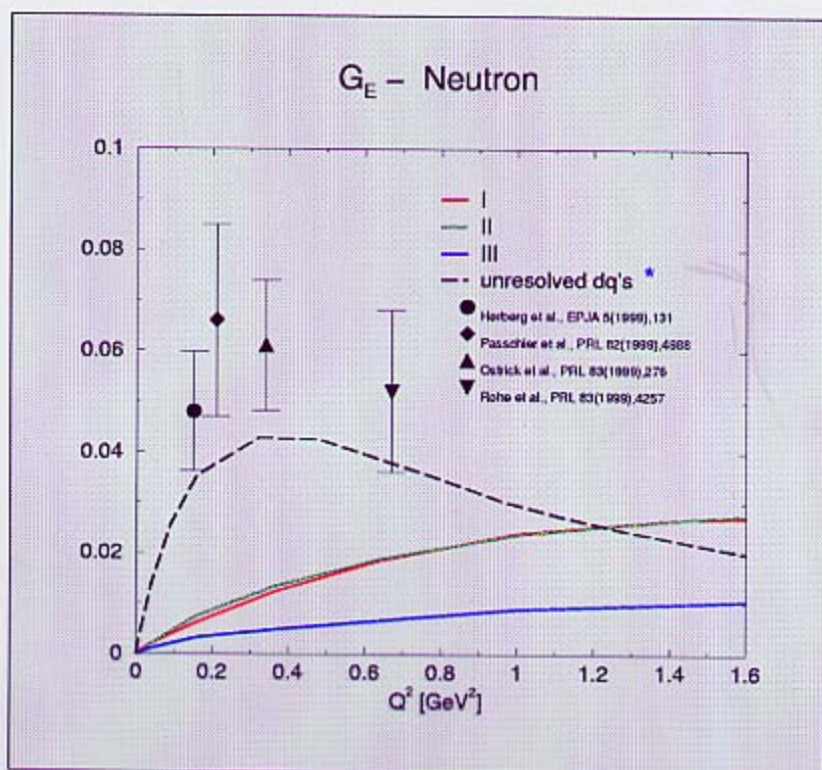 G_E – Neutron
0.1
0.08
0.06
0.04
0.02
0
I
II
III
unresolved dq's *
Herberg et al., EPJA 5(1999),131
Passchier et al., PRL 82(1999),4988
Ostrick et al., PRL 83(1999),276
Rohe et al., PRL 83(1999),4257
0 0.2 0.4 0.6 0.8 1 1.2 1.4 1.6
Q² [GeV²]